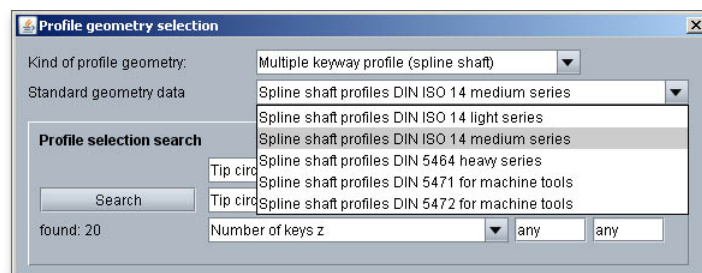 Profile geometry selection
Kind of profile geometry:
Multiple keyway profile (spline shaft)
Standard geometry data
Spline shaft profiles DIN ISO 14 medium series
Spline shaft profiles DIN ISO 14 light series
Spline shaft profiles DIN ISO 14 medium series
Spline shaft profiles DIN 5464 heavy series
Spline shaft profiles DIN 5471 for machine tools
Spline shaft profiles DIN 5472 for machine tools
Profile selection search
Tip
Search
Tip
found: 20
Number of keys z
any
any